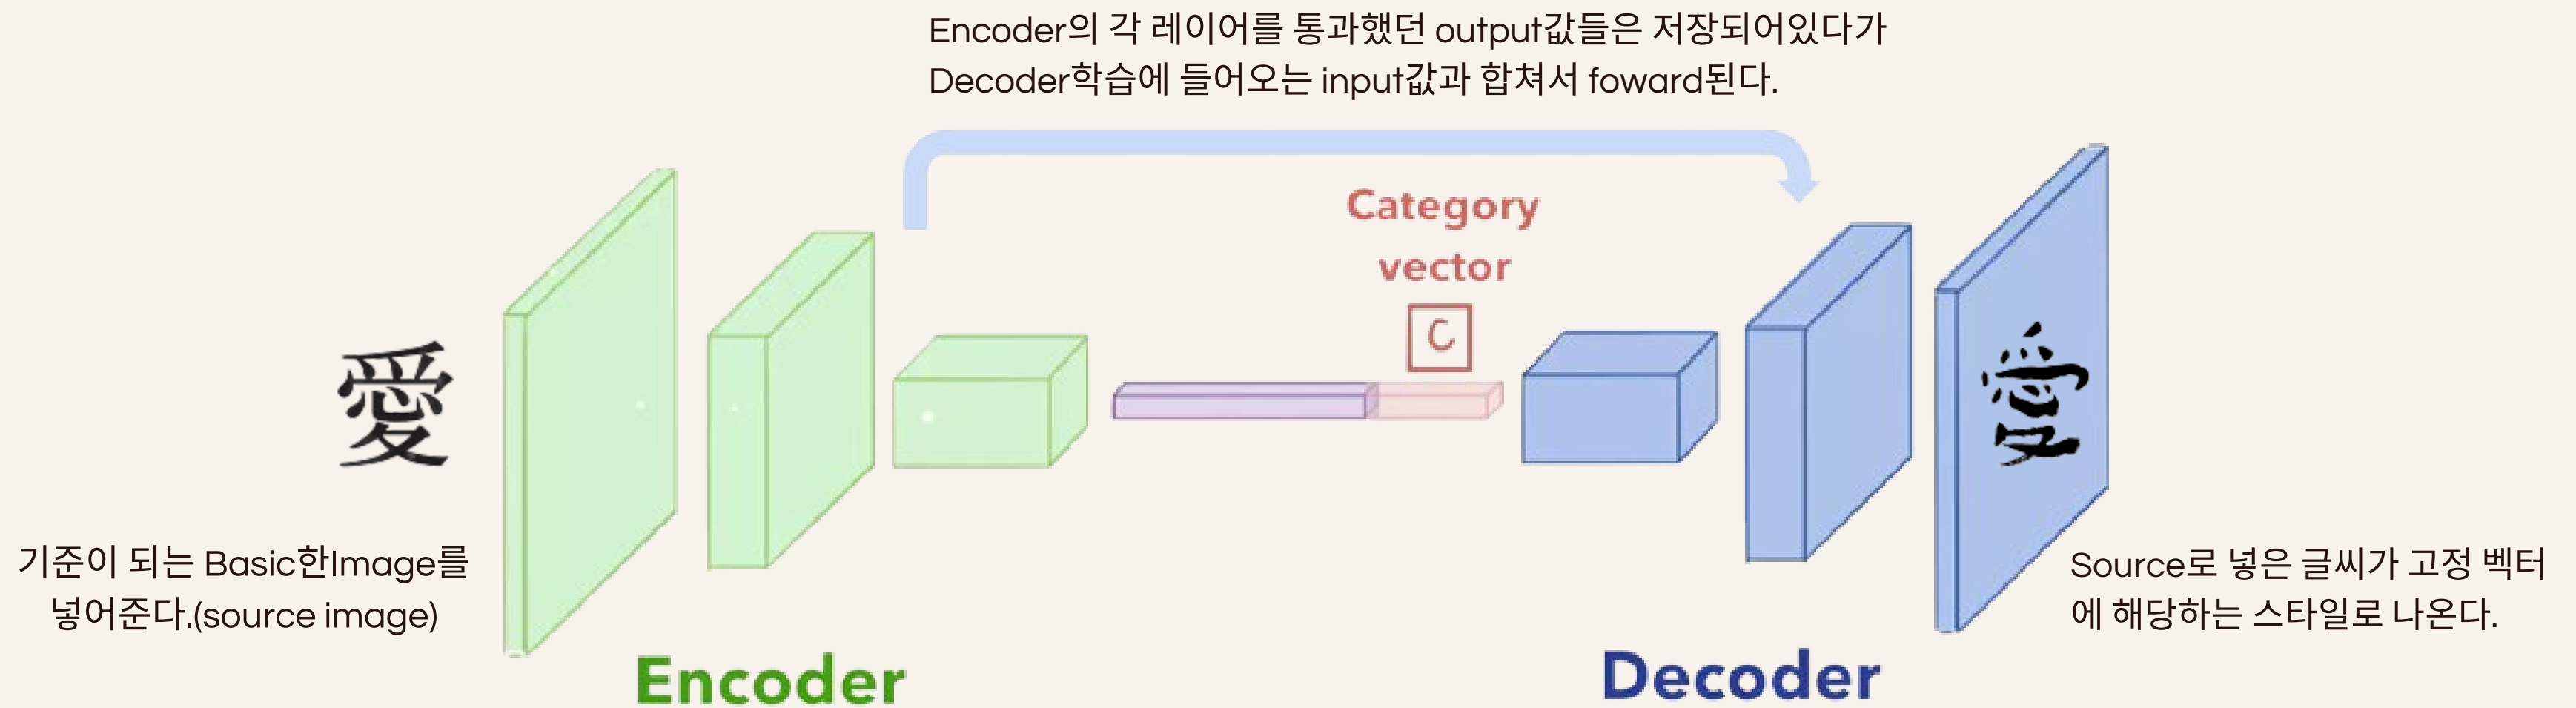 Encoder의 각 레이어를 통과했던 output값들은 저장되어있다가
Decoder학습에 들어오는 input값과 합쳐서 foward된다.
Category
vector
C
愛
愛
기준이 되는 Basic한Image를
넣어준다.(source image)
Source로 넣은 글씨가 고정 벡터
에 해당하는 스타일로 나온다.
Encoder
Decoder